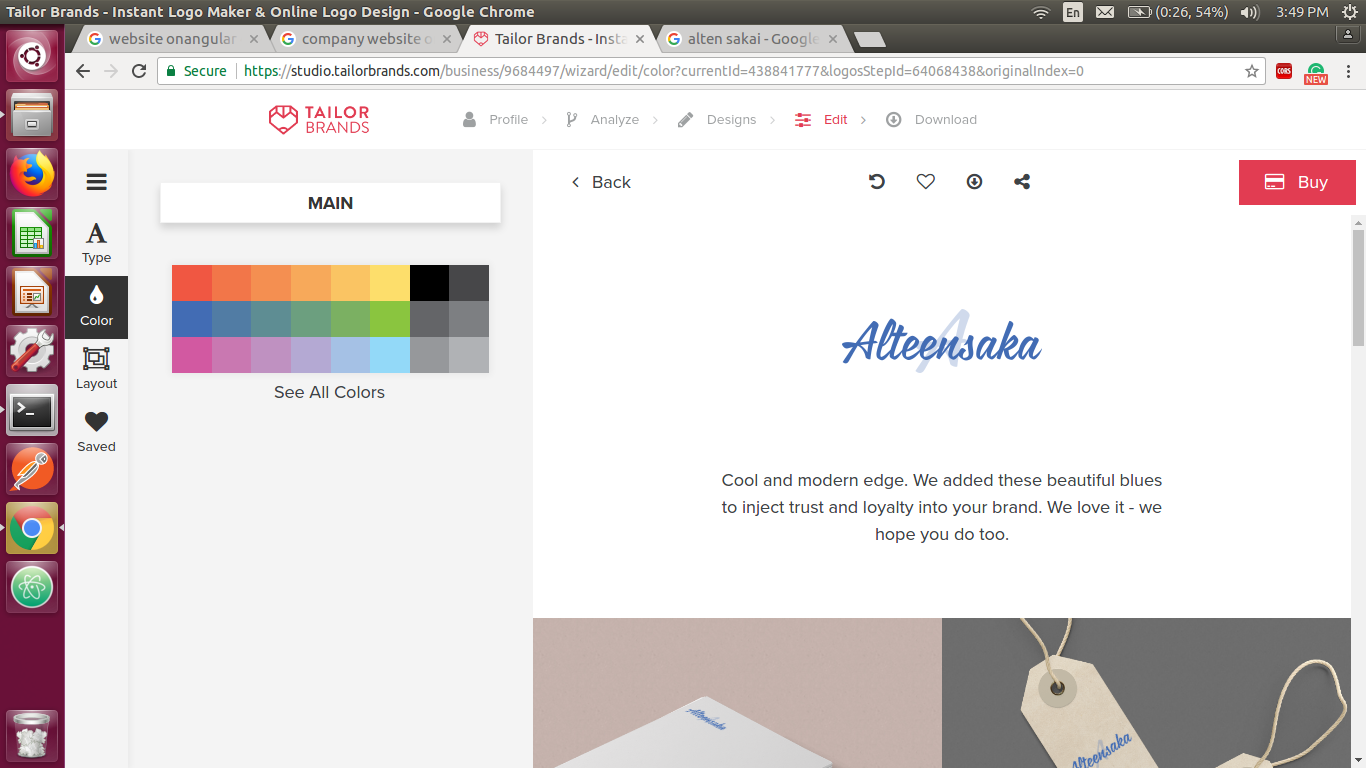 Tailor Brands - Instant Logo Maker & Online Logo Design - Google Chrome
En
(0:26, 54%)
3:49 PM
website onangular
company website o
Tailor Brands - Insta
alten sakai - Google
Secure
https://studio.tailorbrands.com/business/9684497/wizard/edit/color?currentId=438841777&logosStepId=64068438&originalIndex=0
CORS
NEW
TAILOR
BRANDS
Profile
Analyze
Designs
Edit
Download
MAIN
Back
Buy
Type
Color
Layout
Saved
See All Colors
A
Alteensaka
Cool and modern edge. We added these beautiful blues
to inject trust and loyalty into your brand. We love it - we
hope you do too.
Alteensaka
Alteensaka